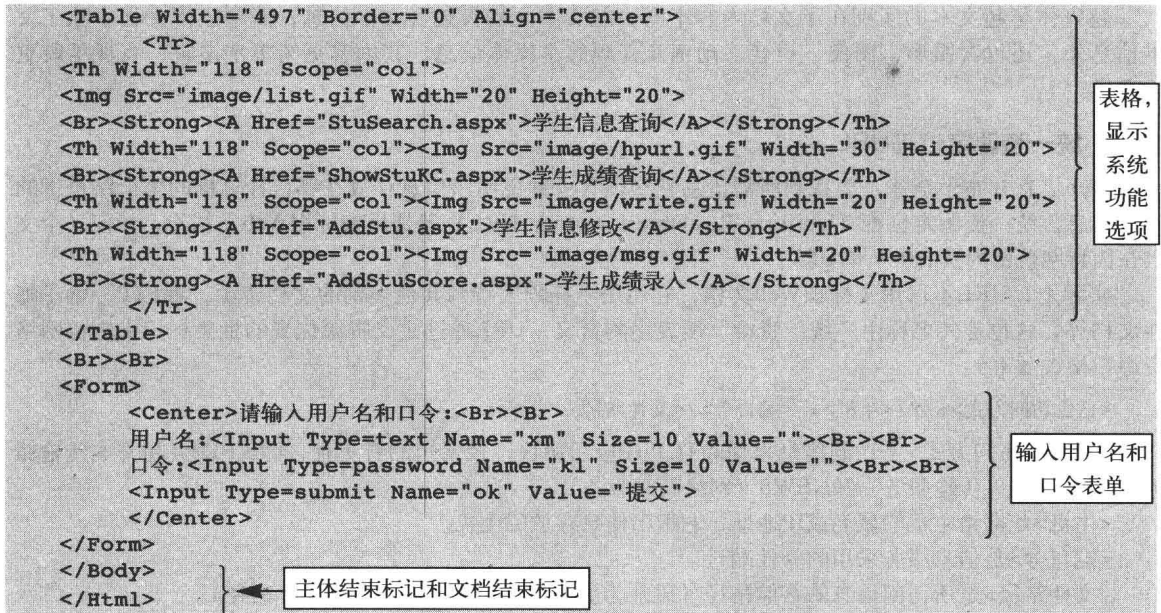 <Table Width="497" Border="0" Align="center">
<Tr>
<Th Width="118" Scope="col">
<Img Src="image/list.gif" Width="20" Height="20">
<Br><Strong><A Href="StuSearch.aspx">学生信息查询</A></Strong></Th>
<Th Width="118" Scope="col"><Img Src="image/hpurl.gif" Width="30" Height="20">
<Br><Strong><A Href="ShowStuKC.aspx">学生成绩查询</A></Strong></Th>
<Th Width="118" Scope="col"><Img Src="image/write.gif" Width="20" Height="20">
<Br><Strong><A Href="AddStu.aspx">学生信息修改</A></Strong></Th>
<Th Width="118" Scope="col"><Img Src="image/msg.gif" Width="20" Height="20">
<Br><Strong><A Href="AddStuScore.aspx">学生成绩录入</A></Strong></Th>
</Tr>
</Table>
表格，
显示
系统
功能
选项
<Br><Br>
<Form>
<Center>请输入用户名和口令:<Br><Br>
用户名:<Input Type=text Name="xm" Size=10 Value=""><Br><Br>
口令:<Input Type=password Name="kl" Size=10 Value=""><Br><Br>
<Input Type=submit Name="ok" Value="提交">
</Center>
</Form>
输入用户名和
口令表单
</Body>
</Html>
主体结束标记和文档结束标记